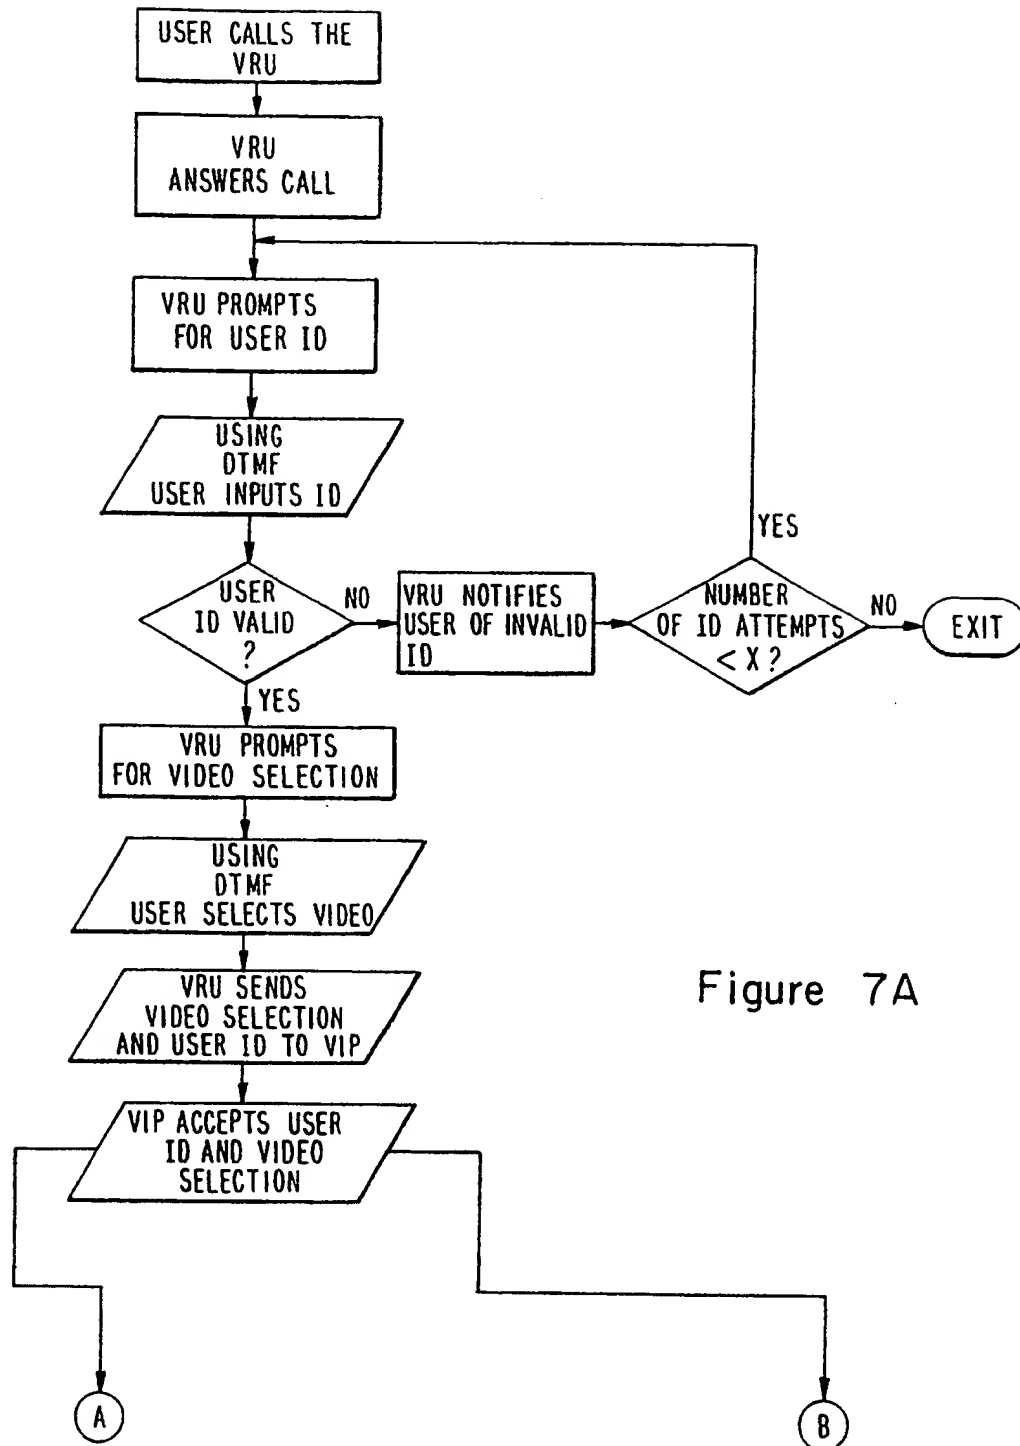 USER CALLS THE
VRU
VRU
ANSWERS CALL
VRU PROMPTS
FOR USER ID
USING
DTMF
USER INPUTS ID
USER
ID VALID
?
NO
VRU NOTIFIES
USER OF INVALID
ID
NUMBER
OF ID ATTEMPTS
< X ?
YES
NO
EXIT
YES
VRU PROMPTS
FOR VIDEO SELECTION
USING
DTMF
USER SELECTS VIDEO
VRU SENDS
VIDEO SELECTION
AND USER ID TO VIP
Figure 7A
VIP ACCEPTS USER
ID AND VIDEO
SELECTION
A
B